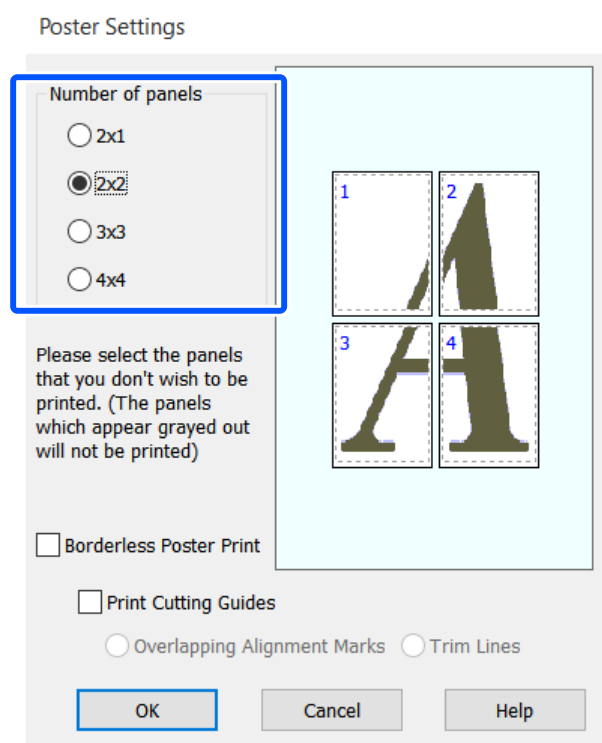 Poster Settings
Number of panels
2x1
2x2
3x3
4x4
1
2
3
4
Please select the panels
that you don't wish to be
printed. (The panels
which appear grayed out
will not be printed)
Borderless Poster Print
Print Cutting Guides
Overlapping Alignment Marks
Trim Lines
OK
Cancel
Help